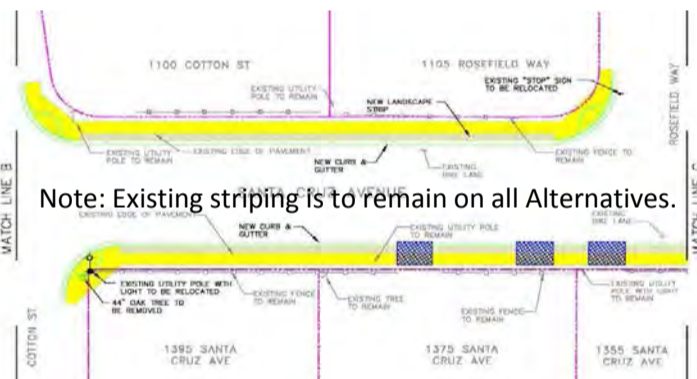 1100 COTTON ST
1105 ROSEFIELD WAY
EXISTING "STOP" SIGN
TO BE RELOCATED
ROSEFIELD WAY
EXISTING UTILITY
POLE TO REMAIN
NEW LANDSCAPE
STRIP
EXISTING UTILITY
POLE TO REMAIN
EXISTING EDGE OF PAVEMENT
NEW CURB &
GUTTER
EXISTING
BIKE LANE
EXISTING FENCE TO
REMAIN
MATCH LINE B
SANTA CRUZ AVENUE
Note: Existing striping is to remain on all Alternatives.
MATCH LINE C
EXISTING EDGE OF PAVEMENT
NEW CURB &
GUTTER
EXISTING UTILITY POLE
TO REMAIN
EXISTING
BIKE LANE
EXISTING UTILITY POLE WITH
LIGHT TO BE RELOCATED
44" OAK TREE TO
BE REMOVED
EXISTING FENCE
TO REMAIN
EXISTING TREE
TO REMAIN
EXISTING FENCE
TO REMAIN
EXISTING UTILITY
POLE WITH LIGHT
TO REMAIN
COTTON ST
1395 SANTA
CRUZ AVE
1375 SANTA
CRUZ AVE
1355 SANTA
CRUZ AVE